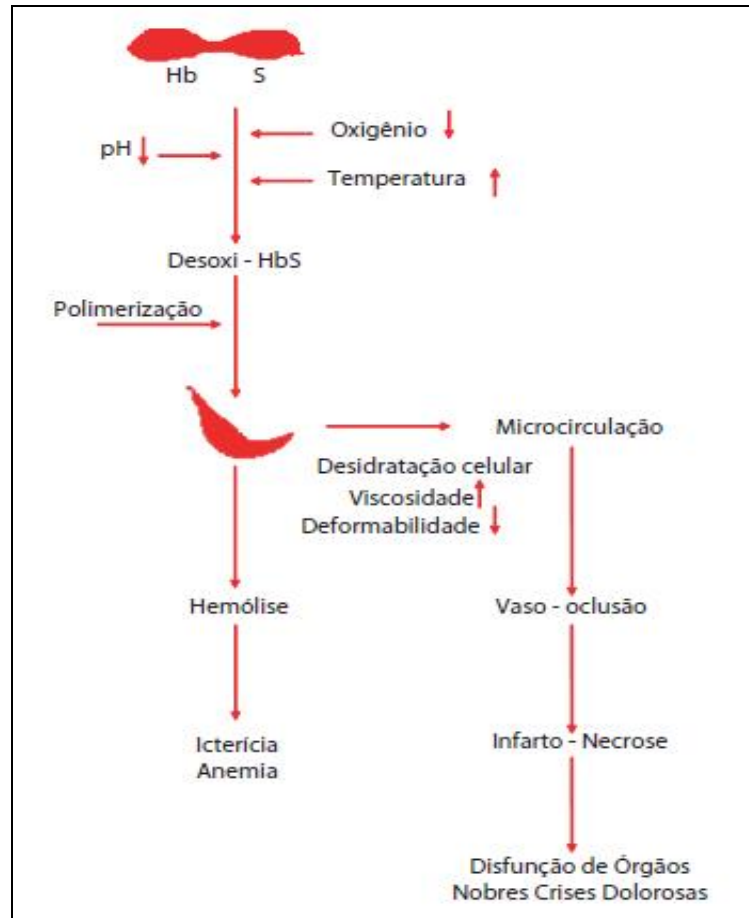 Hb S
Oxigênio
pH
Temperatura
Desoxi - HbS
Polimerização
Microcirculação
Desidratação celular
Viscosidade
Deformabilidade
Hemólise
Vaso - oclusão
Icterícia
Anemia
Infarto - Necrose
Disfunção de Órgãos
Nobres Crises Dolorosas